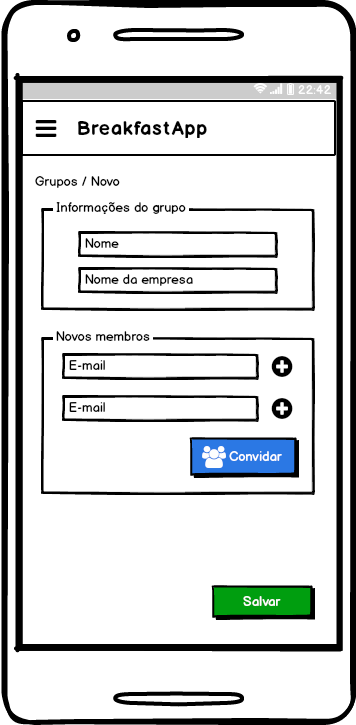 22:42
BreakfastApp
Grupos / Novo
Informações do grupo
Nome
Nome da empresa
Novos membros
E-mail
E-mail
Convidar
Salvar